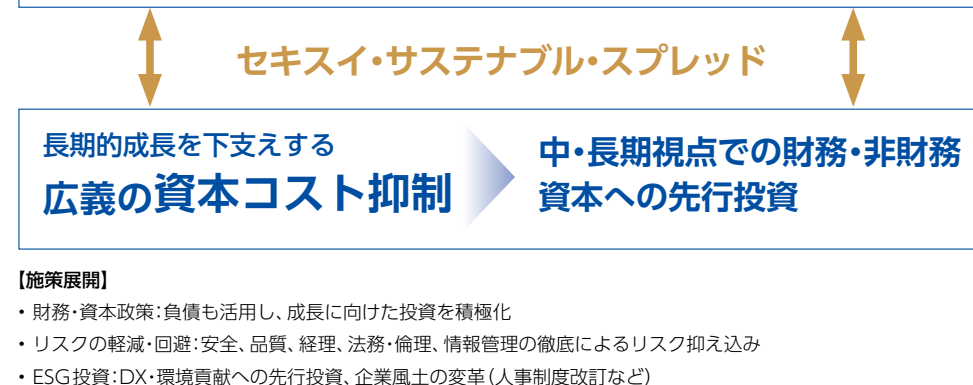 セキスイ・サステナブル・スプレッド
長期的成長を下支えする
広義の資本コスト抑制
中・長期視点での財務・非財務
資本への先行投資
【施策展開】
• 財務・資本政策：負債も活用し、成長に向けた投資を積極化
• リスクの軽減・回避：安全、品質、経理、法務・倫理、情報管理の徹底によるリスク抑え込み
• ESG投資：DX・環境貢献への先行投資、企業風土の変革（人事制度改訂など）